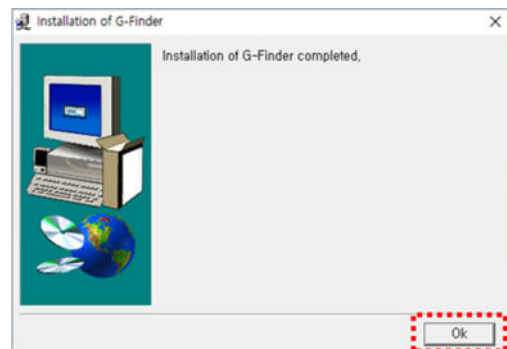 Installation of G-Finder
Installation of G-Finder completed,
Ok